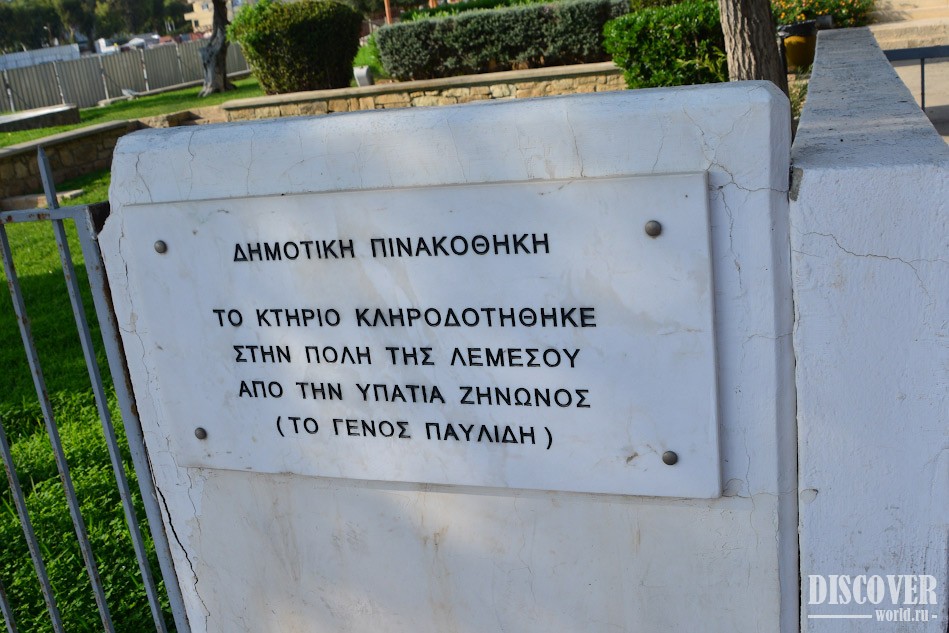 ΔΗΜΟΤΙΚΗ ΠΙΝΑΚΟΘΗΚΗ
ΤΟ ΚΤΗΡΙΟ ΚΛΗΡΟΔΟΤΗΘΗΚΕ
ΣΤΗΝ ΠΟΛΗ ΤΗΣ ΛΕΜΕΣΟΥ
ΑΠΟ ΤΗΝ ΥΠΑΤΙΑ ΖΗΝΩΝΟΣ
(ΤΟ ΓΕΝΟΣ ΠΑΥΛΙΔΗ)
DISCOVER
world.ru